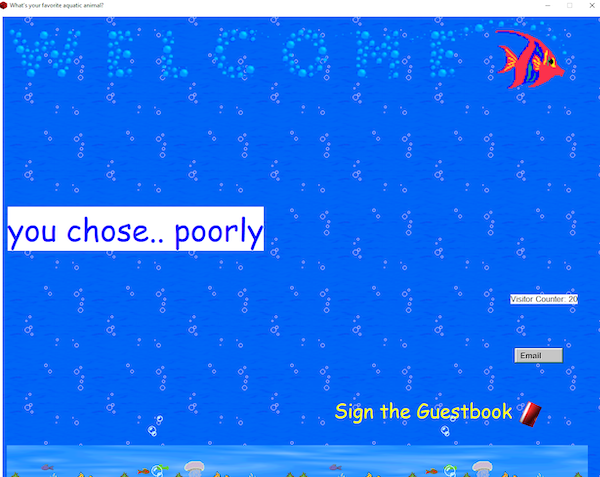 What's your favorite aquatic animal?
WELCOME
you chose.. poorly
Visitor Counter: 20
Email
Sign the Guestbook